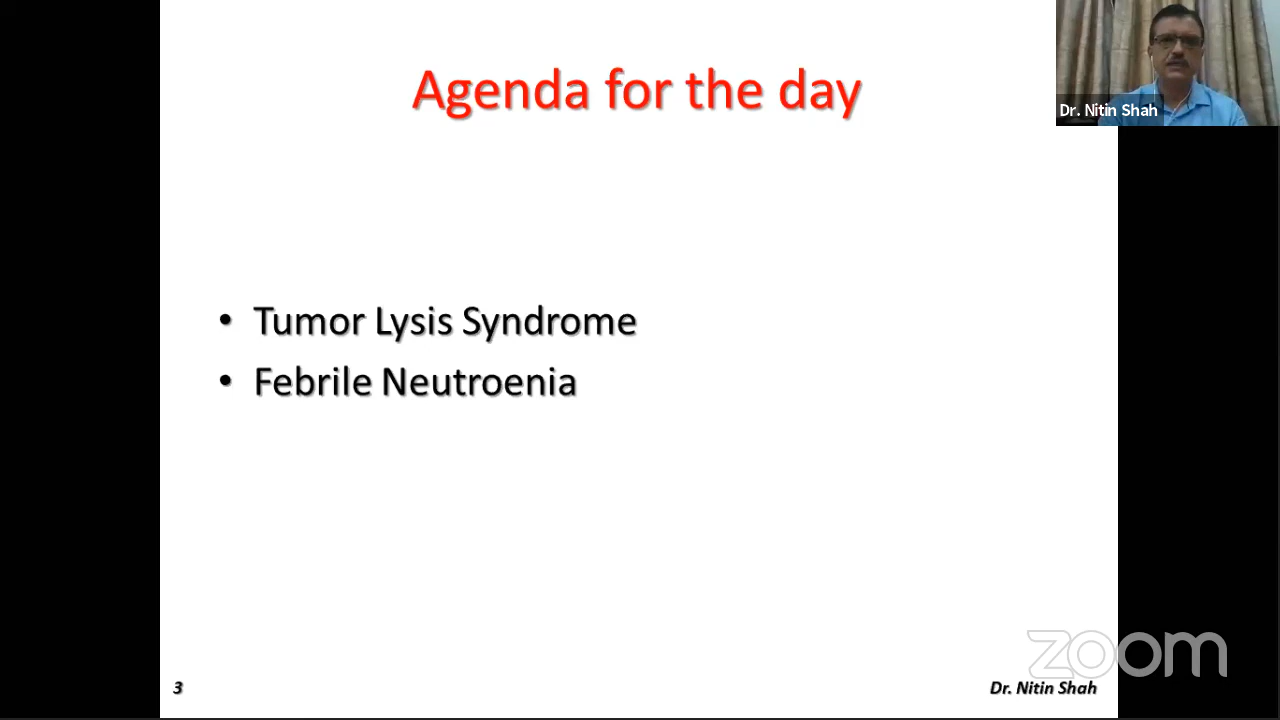 Agenda for the day
Dr. Nitin Shah
• Tumor Lysis Syndrome
• Febrile Neutroenia
zoom
3
Dr. Nitin Shah